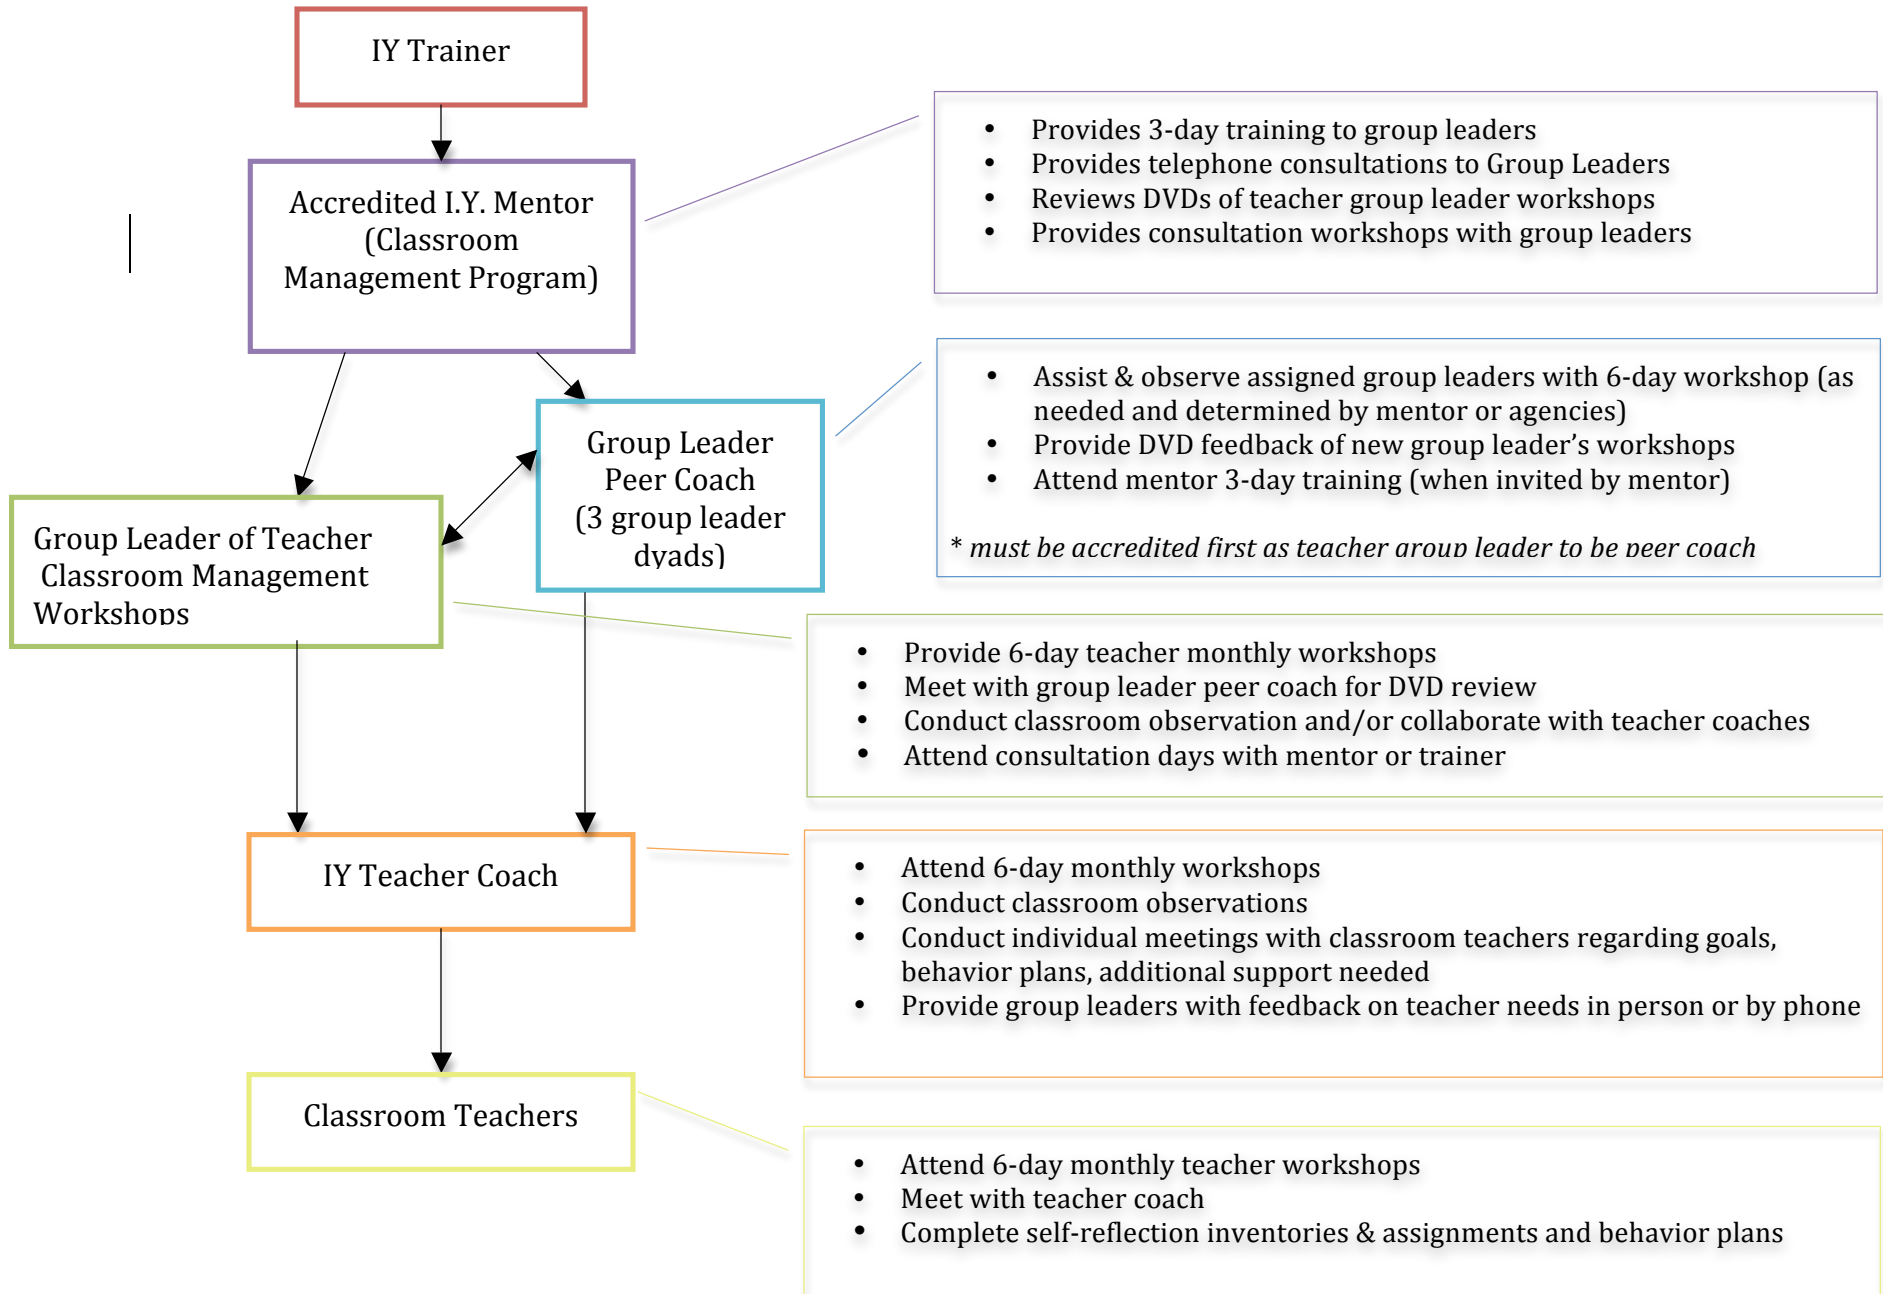 IY Trainer
Accredited I.Y. Mentor
(Classroom
Management Program)
• Provides 3-day training to group leaders
• Provides telephone consultations to Group Leaders
• Reviews DVDs of teacher group leader workshops
• Provides consultation workshops with group leaders
Group Leader
Peer Coach
(3 group leader
dyads)
• Assist & observe assigned group leaders with 6-day workshop (as
needed and determined by mentor or agencies)
• Provide DVD feedback of new group leader’s workshops
• Attend mentor 3-day training (when invited by mentor)
* must be accredited first as teacher group leader to be peer coach
Group Leader of Teacher
Classroom Management
Workshops
• Provide 6-day teacher monthly workshops
• Meet with group leader peer coach for DVD review
• Conduct classroom observation and/or collaborate with teacher coaches
• Attend consultation days with mentor or trainer
IY Teacher Coach
• Attend 6-day monthly workshops
• Conduct classroom observations
• Conduct individual meetings with classroom teachers regarding goals,
behavior plans, additional support needed
• Provide group leaders with feedback on teacher needs in person or by phone
Classroom Teachers
• Attend 6-day monthly teacher workshops
• Meet with teacher coach
• Complete self-reflection inventories & assignments and behavior plans